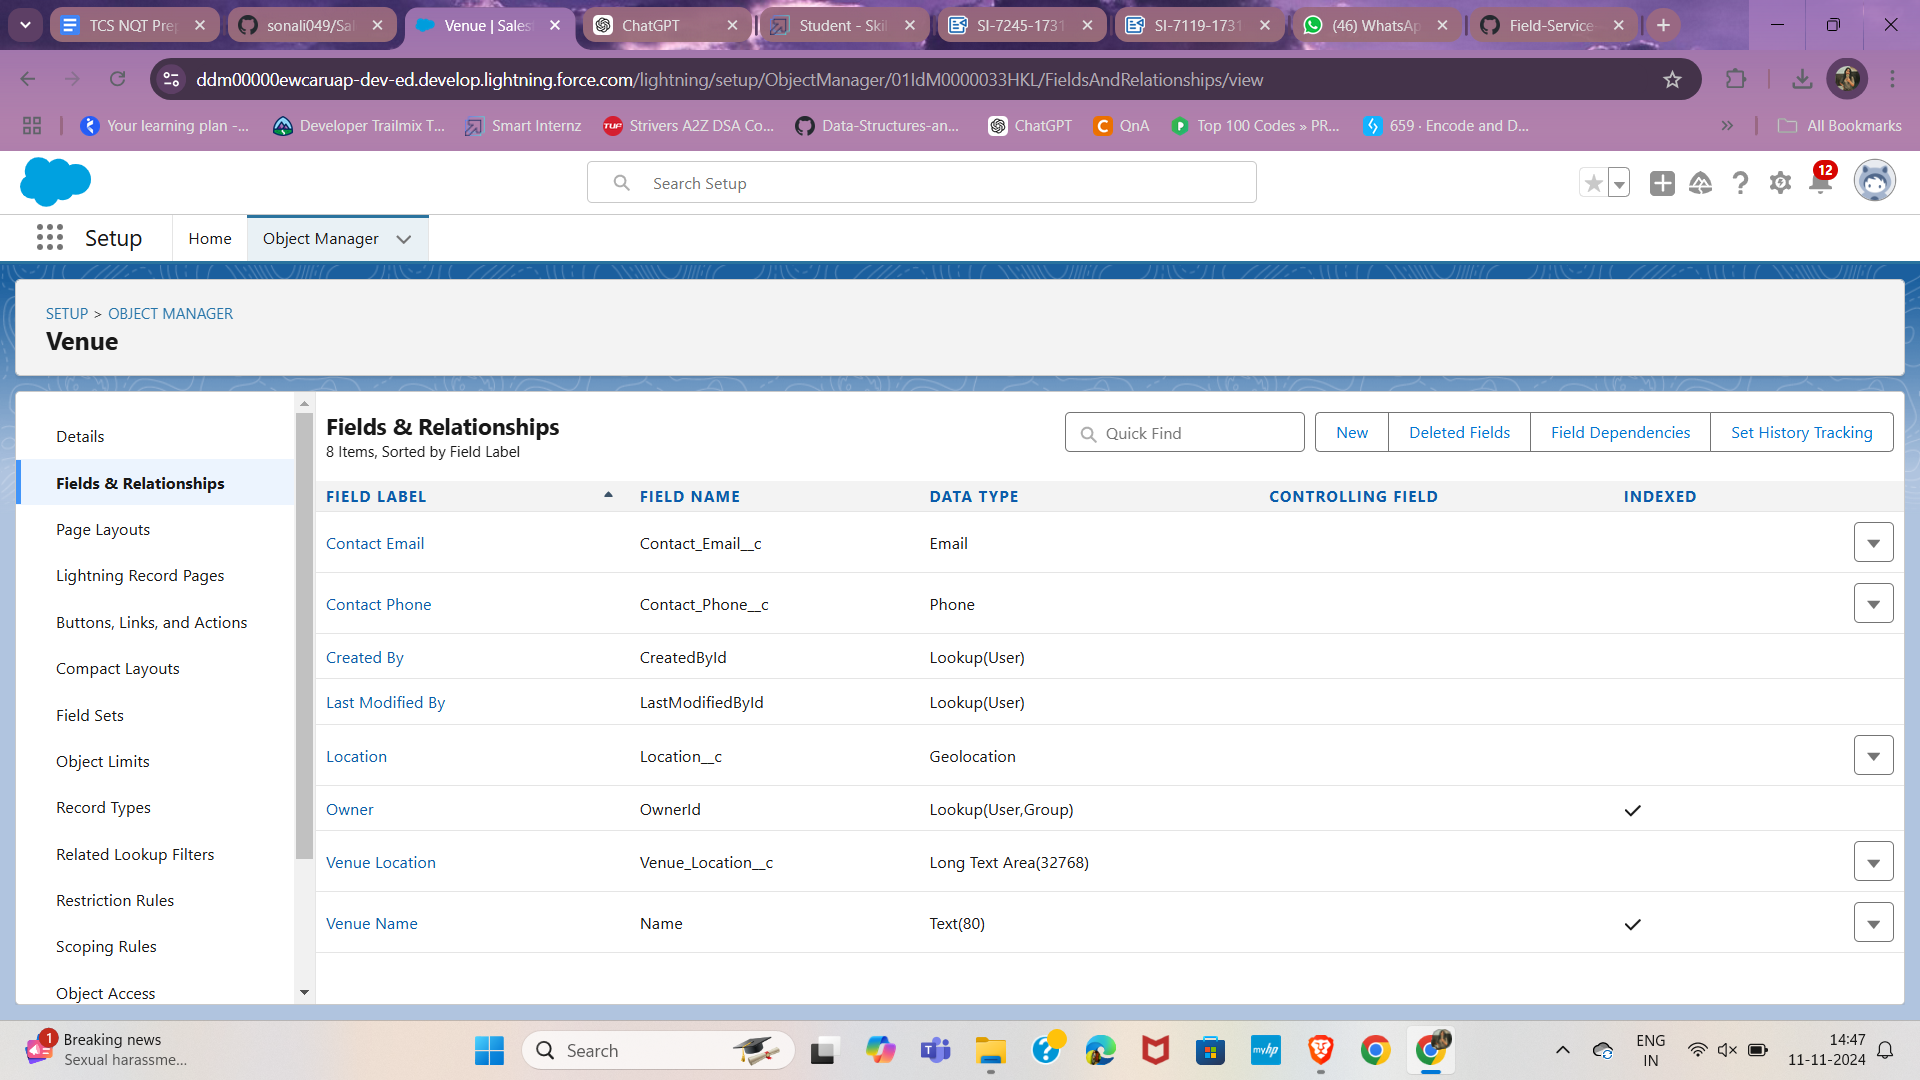 TCS NQT Prep
sonali049/Sal
Venue | Sales
ChatGPT
Student - Skil
SI-7245-1731
SI-7119-1731
(46) WhatsAp
Field-Service-
ddm00000ewcaruap-dev-ed.develop.lightning.force.com/lightning/setup/ObjectManager/01IdM0000033HKL/FieldsAndRelationships/view
Your learning plan -...
Developer Trailmix T...
Smart Internz
TUF
Strivers A2Z DSA Co...
Data-Structures-an...
ChatGPT
QnA
Top 100 Codes » PR...
659 · Encode and D...
»
All Bookmarks
Search Setup
12
Setup
Home
Object Manager
SETUP > OBJECT MANAGER
Venue
Details
Fields & Relationships
Page Layouts
Lightning Record Pages
Buttons, Links, and Actions
Compact Layouts
Field Sets
Object Limits
Record Types
Related Lookup Filters
Restriction Rules
Scoping Rules
Object Access
Fields & Relationships
8 Items, Sorted by Field Label
Quick Find
New
Deleted Fields
Field Dependencies
Set History Tracking
FIELD LABEL FIELD NAME DATA TYPE CONTROLLING FIELD INDEXED
Contact Email Contact_Email__c Email
Contact Phone Contact_Phone__c Phone
Created By CreatedById Lookup(User)
Last Modified By LastModifiedById Lookup(User)
Location Location__c Geolocation
Owner OwnerId Lookup(User,Group)
Venue Location Venue_Location__c Long Text Area(32768)
Venue Name Name Text(80)
1
Breaking news
Sexual harassme...
Search
myhp
ENG
IN
14:47
11-11-2024